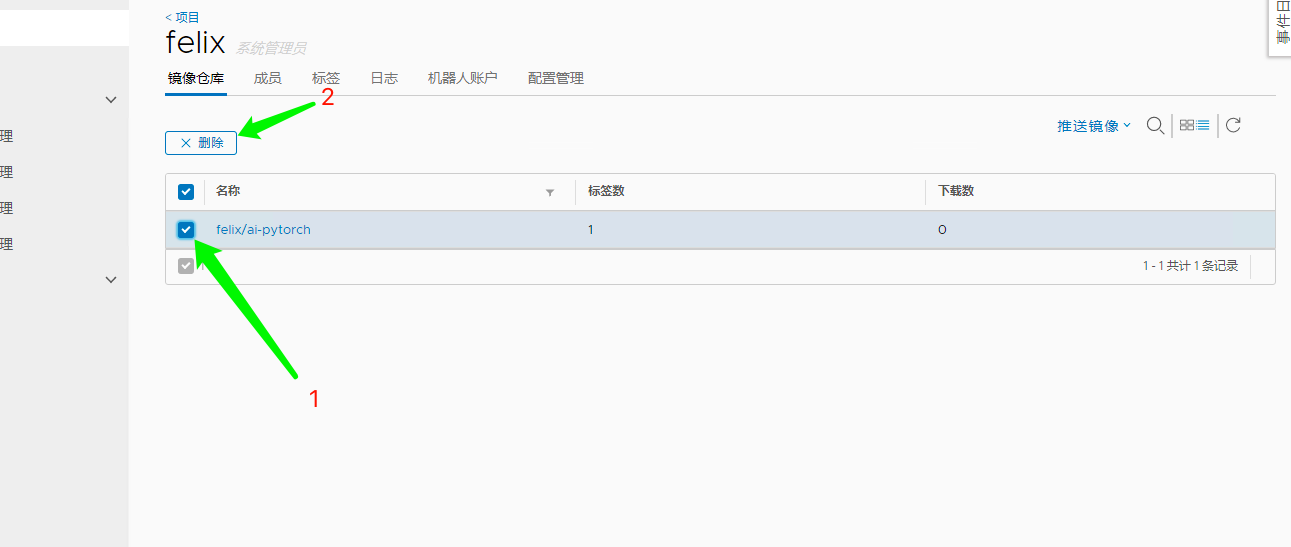 < 项目
felix 系统管理员
镜像仓库 成员 标签 日志 机器人账户 配置管理
2
× 删除
推送镜像
事件日
名称 标签数 下载数
理
felix/ai-pytorch 1 0
理
理
理
1 - 1 共计 1 条记录
1